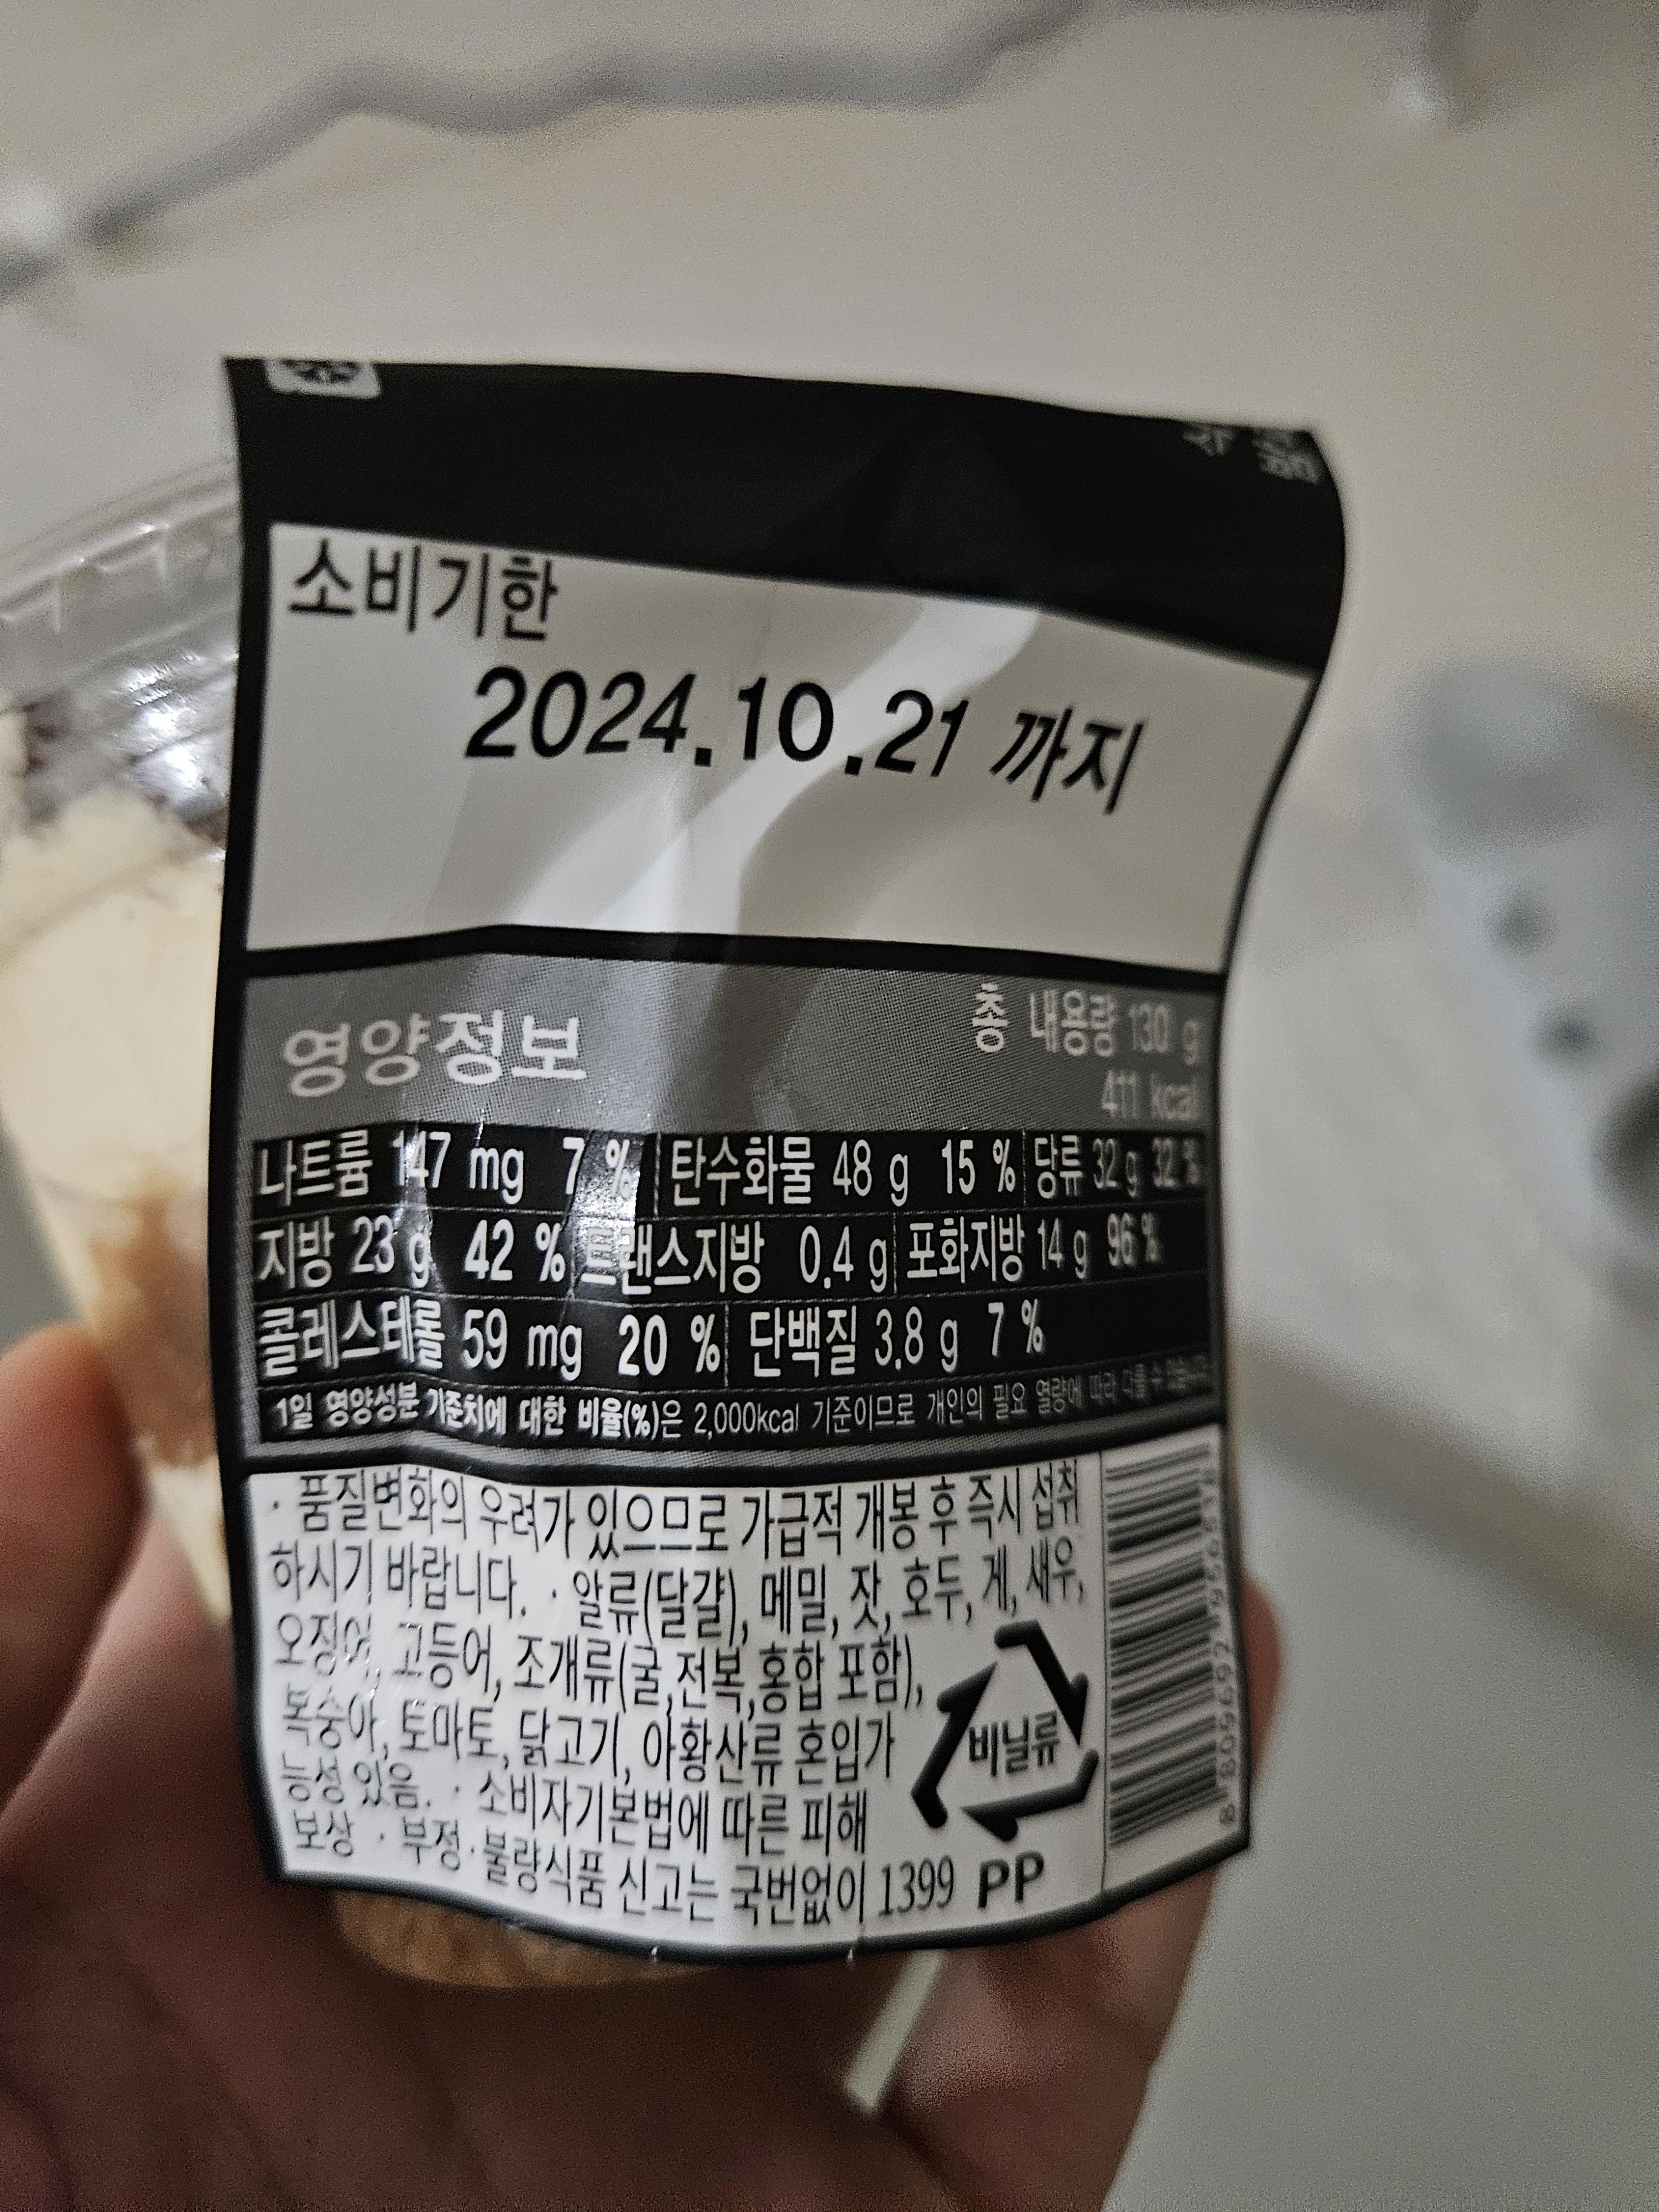 소비기한
2024.10.21 까지
영양정보
총 내용량 130 g
411 kcal
나트륨 147 mg 7 % 탄수화물 48 g 15 % 당류 32 g 32 %
지방 23 g 42 % 트랜스지방 0.4 g 포화지방 14 g 96 %
콜레스테롤 59 mg 20 % 단백질 3.8 g 7 %
1일 영양성분 기준치에 대한 비율(%)은 2,000kcal 기준이므로 개인의 필요 열량에 따라 다를 수 있습니다.
· 품질변화의 우려가 있으므로 가급적 개봉 후 즉시 섭취
하시기 바랍니다. · 알류(달걀), 메밀, 잣, 호두, 게, 새우,
오징어, 고등어, 조개류(굴,전복,홍합 포함),
복숭아, 토마토, 닭고기, 아황산류 혼입가
능성 있음. · 소비자기본법에 따른 피해
보상 · 부정·불량식품 신고는 국번없이 1399
비닐류
PP